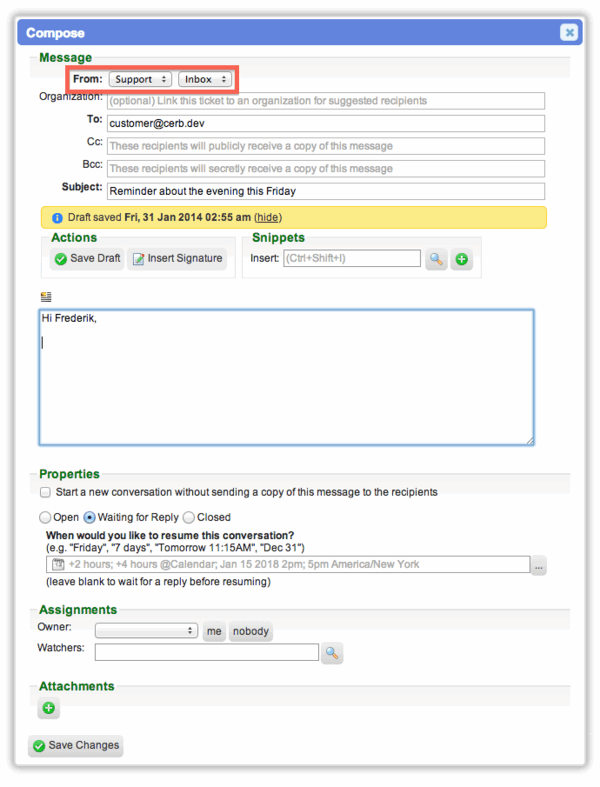 Compose
Message
From: Support Inbox
Organization: (optional) Link this ticket to an organization for suggested recipients
To: customer@cerb.dev
Cc: These recipients will publicly receive a copy of this message
Bcc: These recipients will secretly receive a copy of this message
Subject: Reminder about the evening this Friday
Draft saved Fri, 31 Jan 2014 02:55 am (hide)
Actions Snippets
Save Draft Insert Signature Insert: (Ctrl+Shift+I)
Hi Frederik,
Properties
Start a new conversation without sending a copy of this message to the recipients
Open Waiting for Reply Closed
When would you like to resume this conversation?
(e.g. "Friday", "7 days", "Tomorrow 11:15AM", "Dec 31")
+2 hours; +4 hours @Calendar; Jan 15 2018 2pm; 5pm America/New York ...
(leave blank to wait for a reply before resuming)
Assignments
Owner: me nobody
Watchers:
Attachments
Save Changes